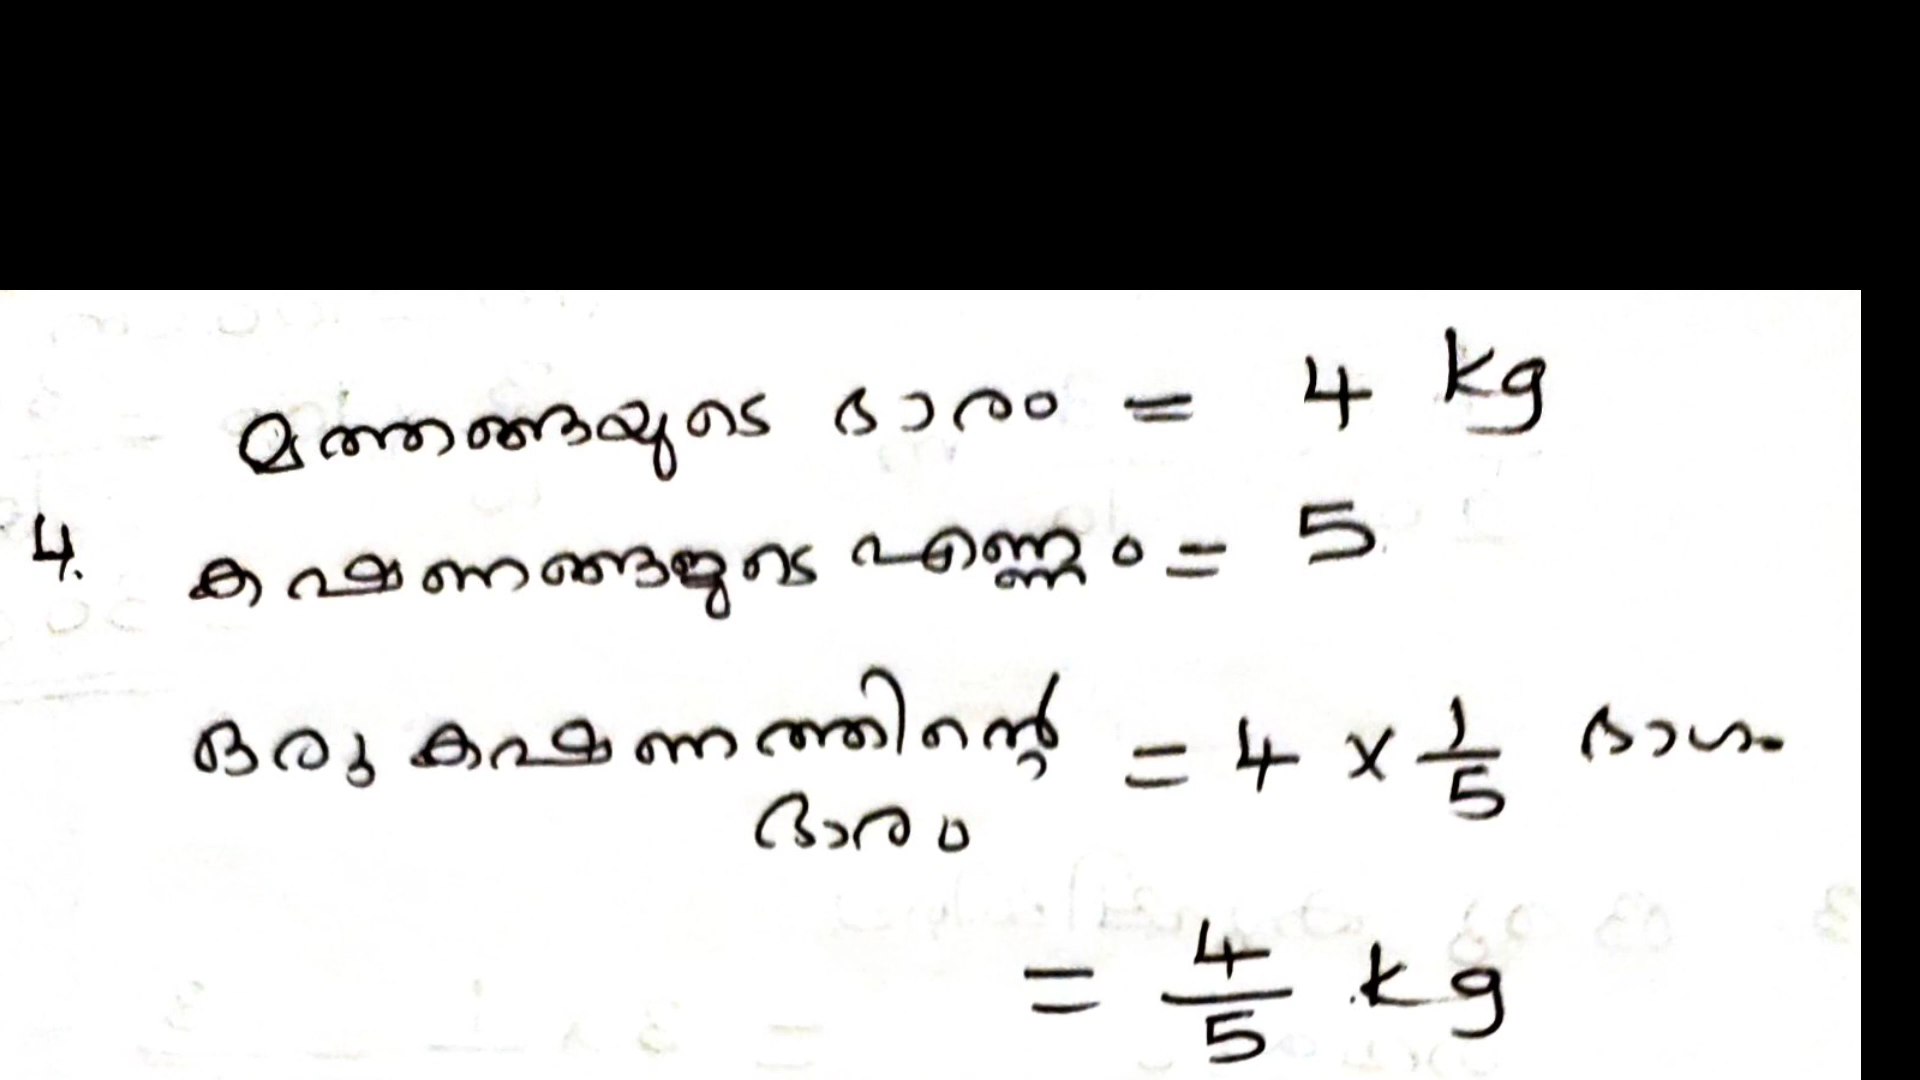 മത്തങ്ങയുടെ ഭാരം = 4 kg
4. കഷണങ്ങളുടെ എണ്ണം = 5
ഒരു കഷണത്തിന്റെ = 4 × 1/5 ഭാഗം
ഭാരം
= 4/5 kg